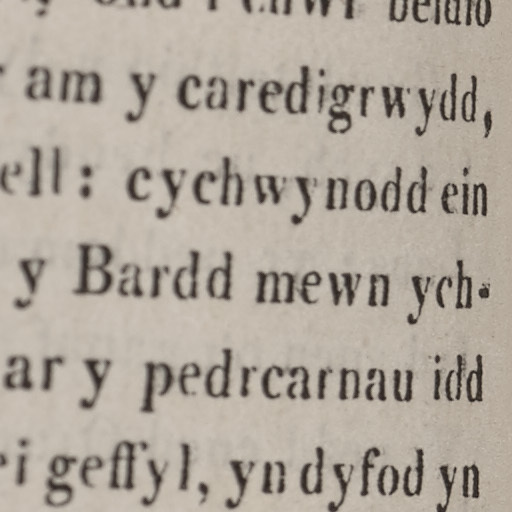 am y caredigrwydd,
ell: cychwynodd ein
y Bardd mewn ych-
ar y pedrcarnau idd
i geffyl, yn dyfod yn